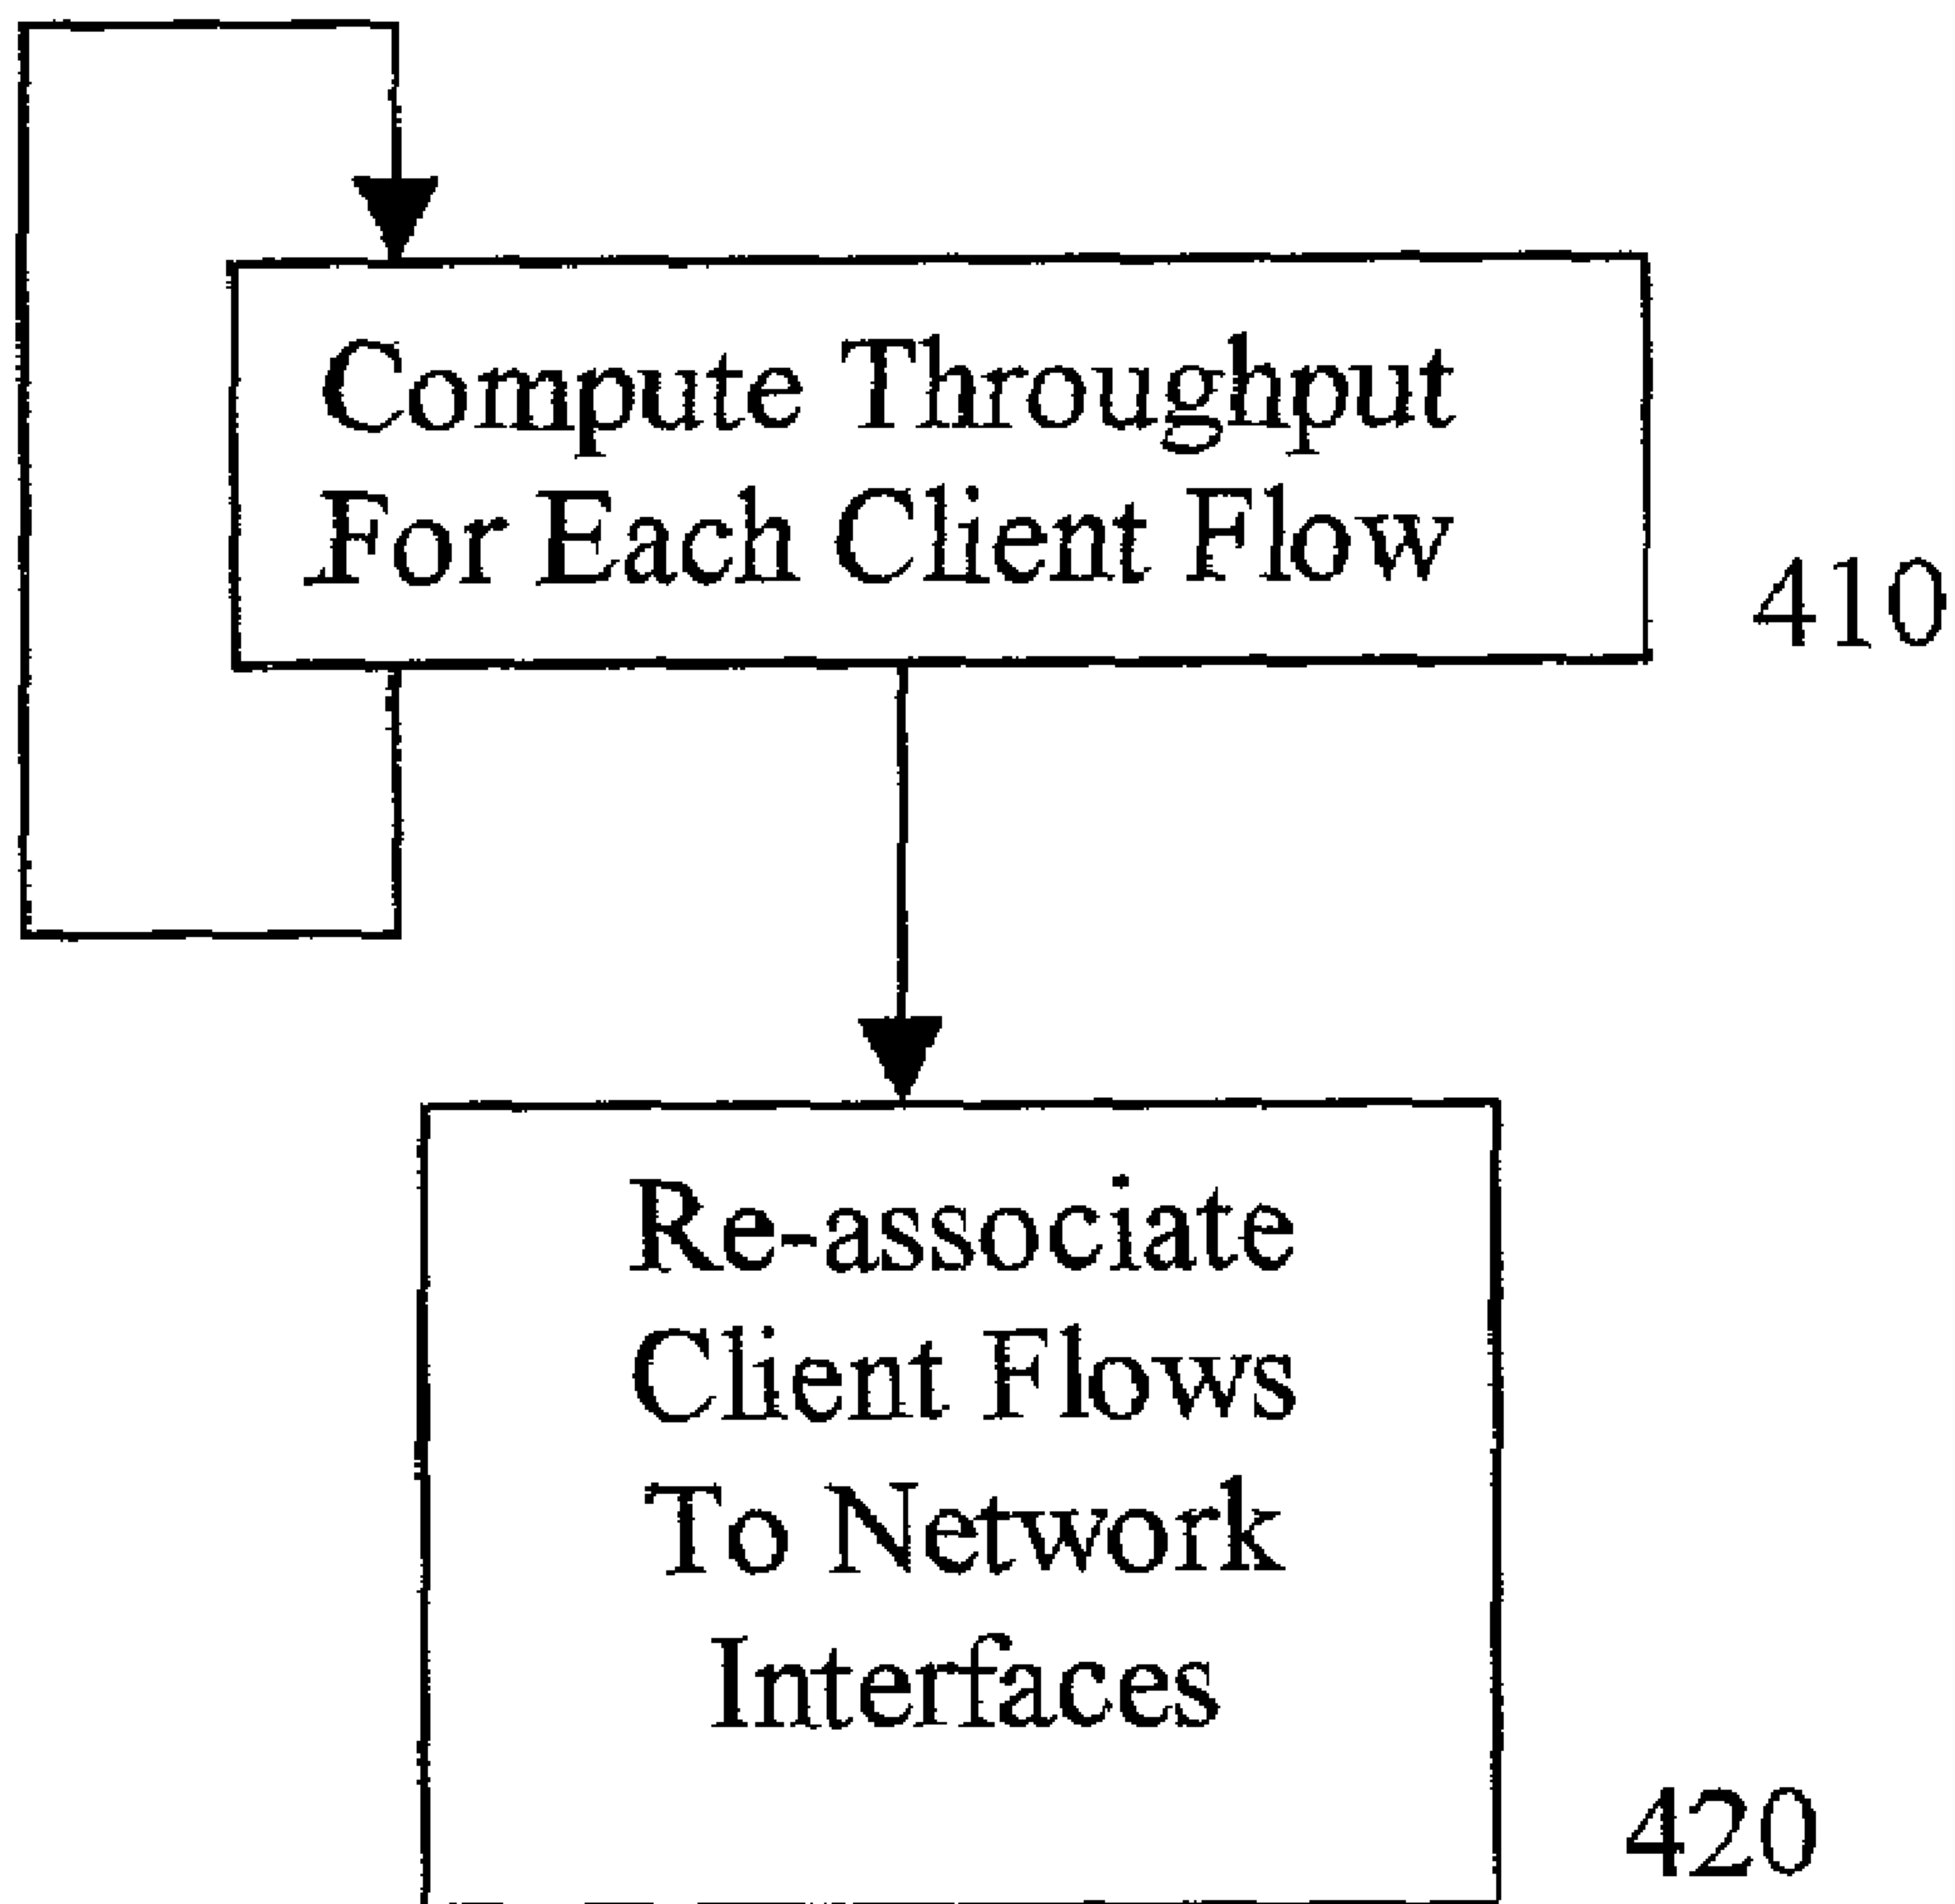 Compute Throughput
For Each Client Flow
410
Re-associate
Client Flows
To Network
Interfaces
420